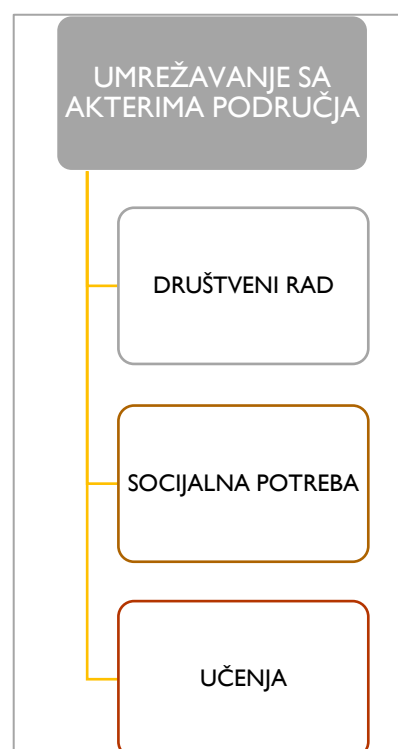 UMREŽAVANJE SA
AKTERIMA PODRUČJA
DRUŠTVENI RAD
SOCIJALNA POTREBA
UČENJA